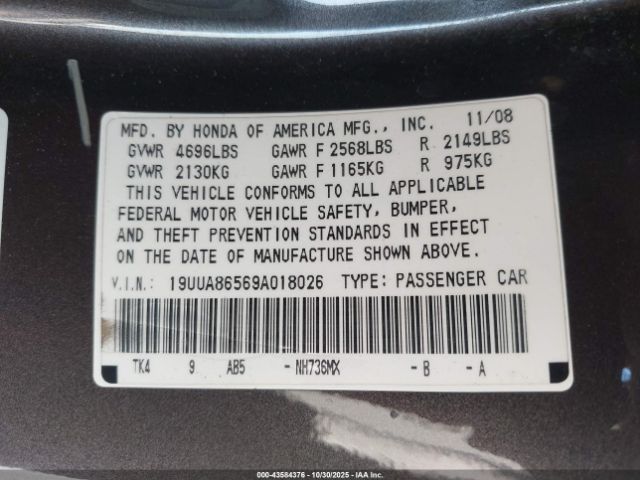 MFD. BY HONDA OF AMERICA MFG., INC. 11/08
GVWR 4696LBS GAWR F 2568LBS R 2149LBS
GVWR 2130KG GAWR F 1165KG R 975KG
THIS VEHICLE CONFORMS TO ALL APPLICABLE
FEDERAL MOTOR VEHICLE SAFETY, BUMPER,
AND THEFT PREVENTION STANDARDS IN EFFECT
ON THE DATE OF MANUFACTURE SHOWN ABOVE.
V.I.N.: 19UUA86569A018026 TYPE: PASSENGER CAR
TK4 9 AB5 -NH736MX -B -A
000-43584376 | 10/30/2025 | IAAI.COM